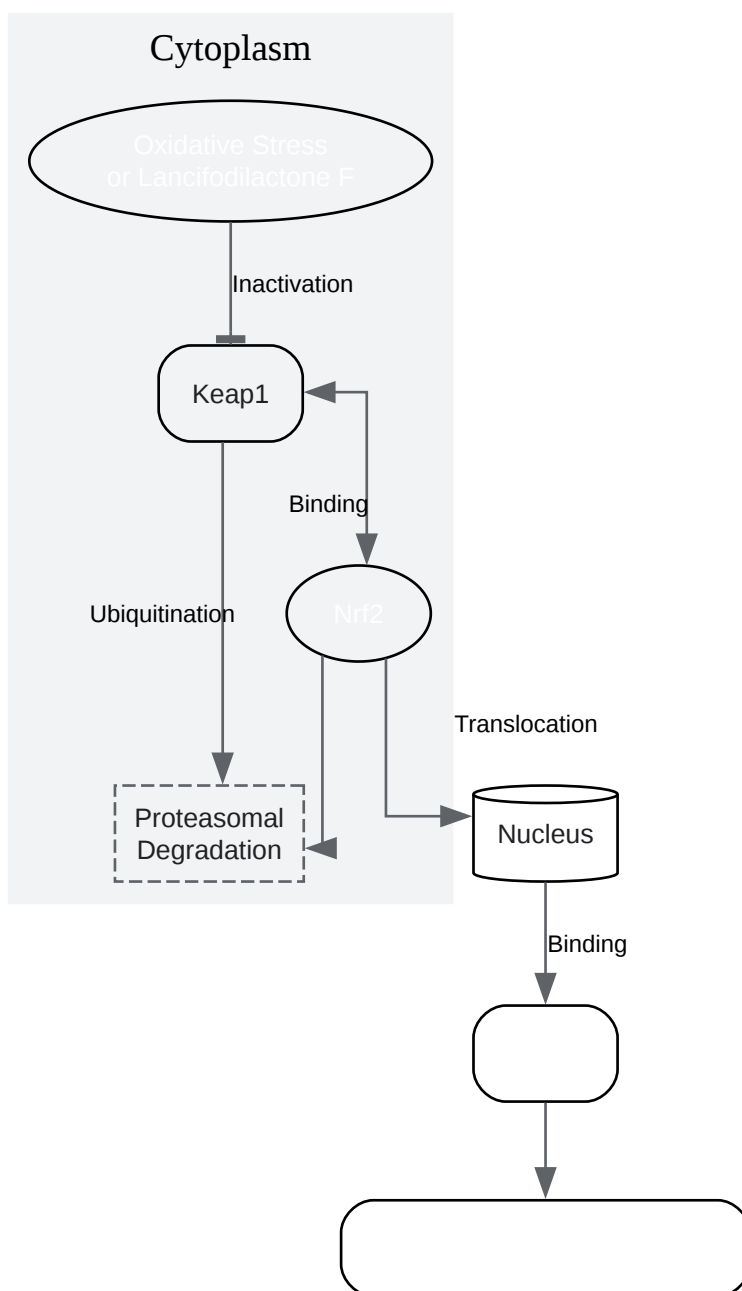 Cytoplasm
Oxidative Stress
or Lancifodilactone F
Inactivation
Keap1
Binding
Nrf2
Ubiquitination
Translocation
Proteasomal
Degradation
Nucleus
Binding